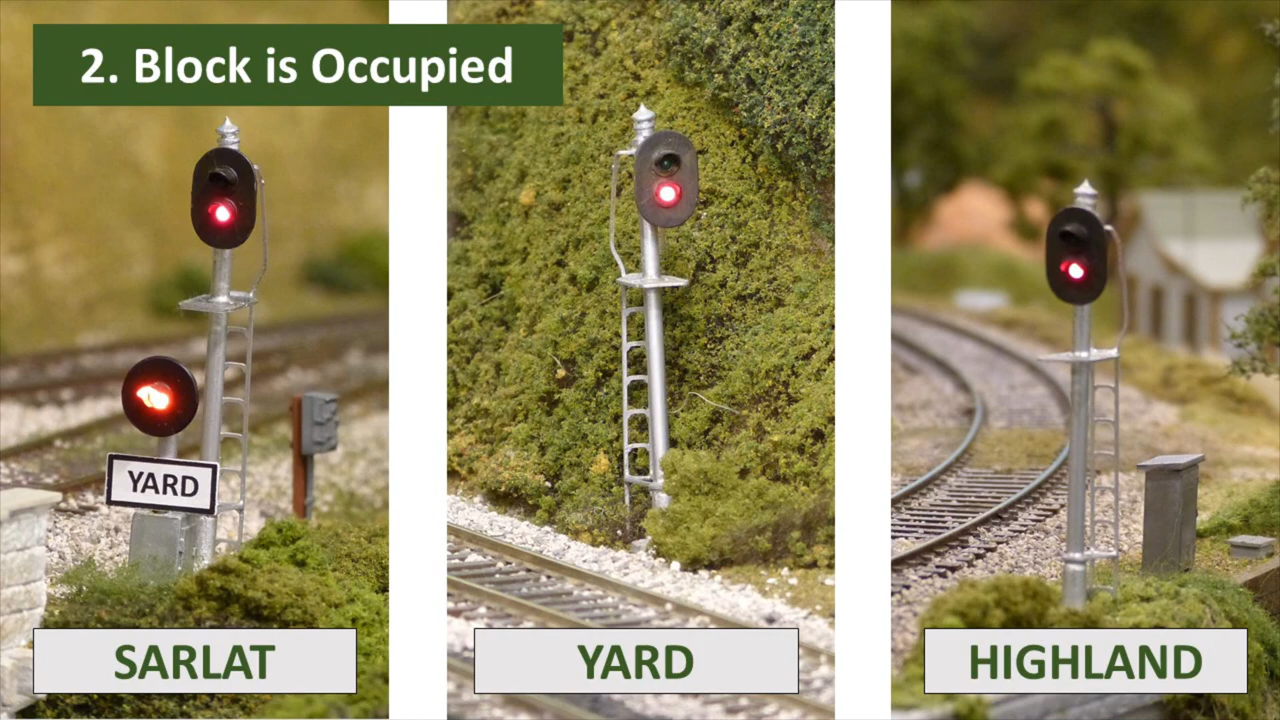 2. Block is Occupied
YARD
SARLAT
YARD
HIGHLAND